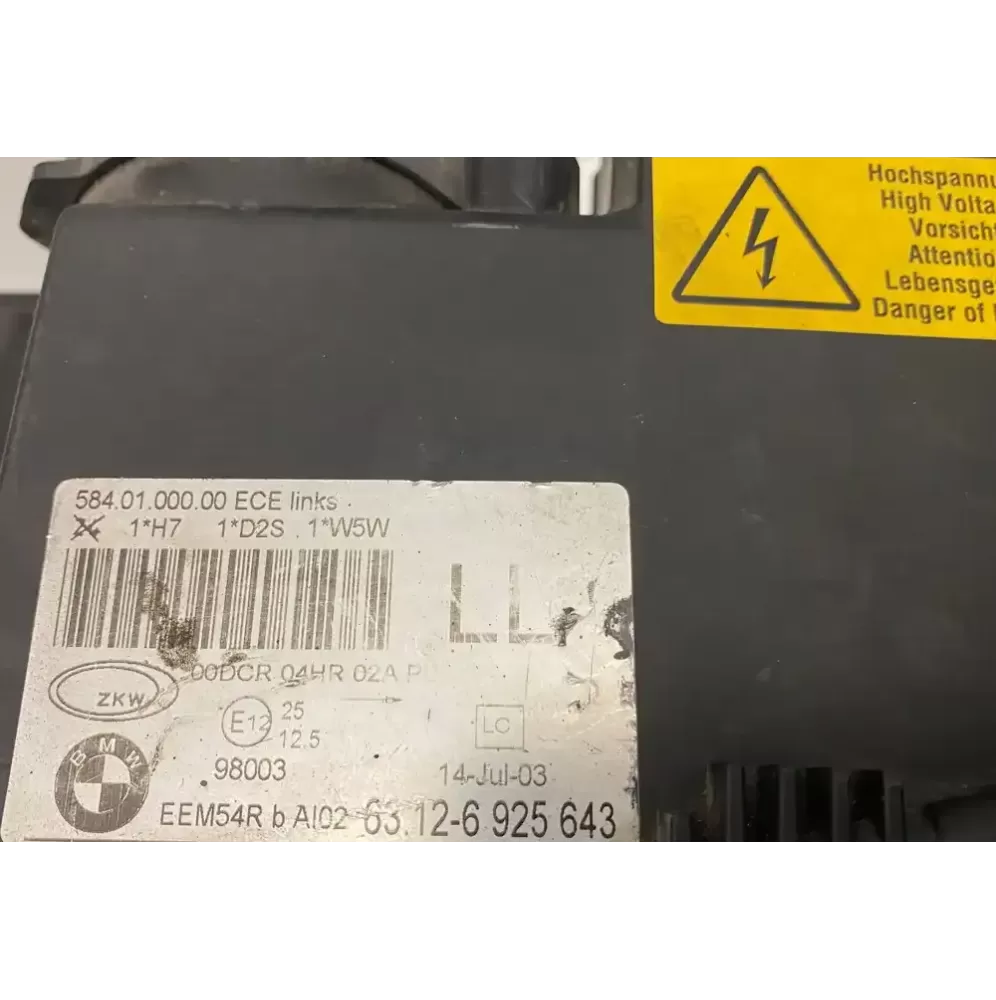 Hochspannu
High Volta
Vorsicht
Attentio
Lebensge
Danger of
584.01.000.00 ECE links
1*H7 1*D2S 1*W5W
LL
00DCR 04HR 02A P
ZKW
E12 25
12.5
LC
98003 14-Jul-03
BMW
EEM54R b AI02 63.12-6 925 643